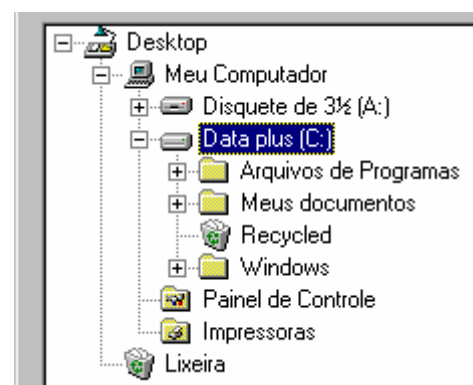 Desktop
Meu Computador
Disquete de 3½ (A:)
Data plus (C:)
Arquivos de Programas
Meus documentos
Recycled
Windows
Painel de Controle
Impressoras
Lixeira